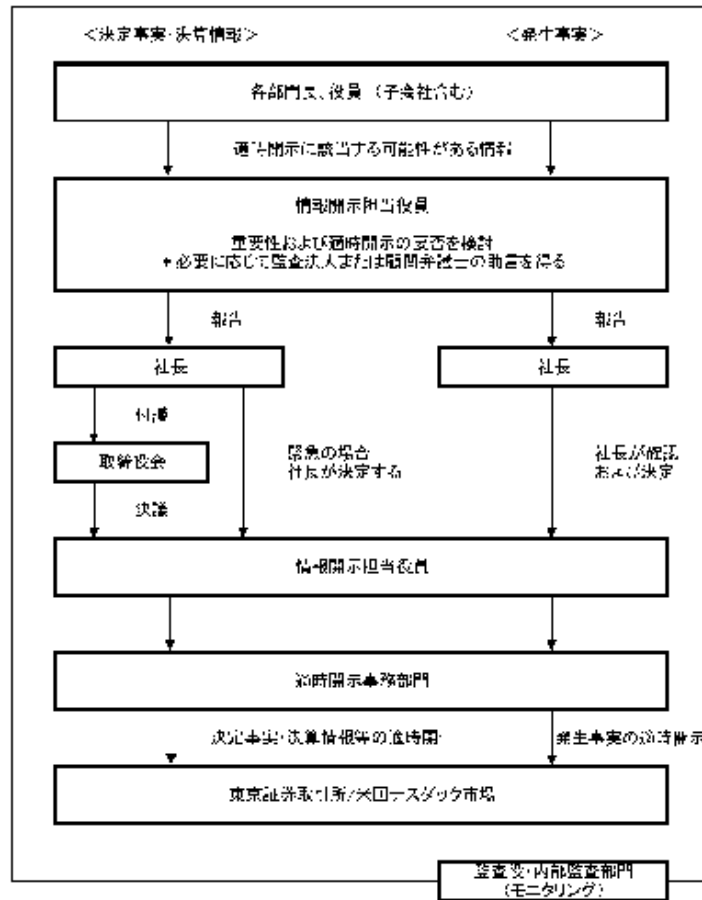 ＜決定事実・決算情報＞
＜発生事実＞
各部門長、役員 （子会社含む）
適時開示に該当する可能性がある情報
情報開示担当役員
重要性および適時開示の要否を検討
＊必要に応じて監査法人または顧問弁護士の助言を得る
報告
報告
社長
社長
付議
取締役会
緊急の場合
社長が決定する
社長が確認
および決定
決議
情報開示担当役員
適時開示事務部門
決定事実・決算情報等の適時開
発生事実の適時開示
東京証券取引所/米国ナスダック市場
監査役・内部監査部門
（モニタリング）